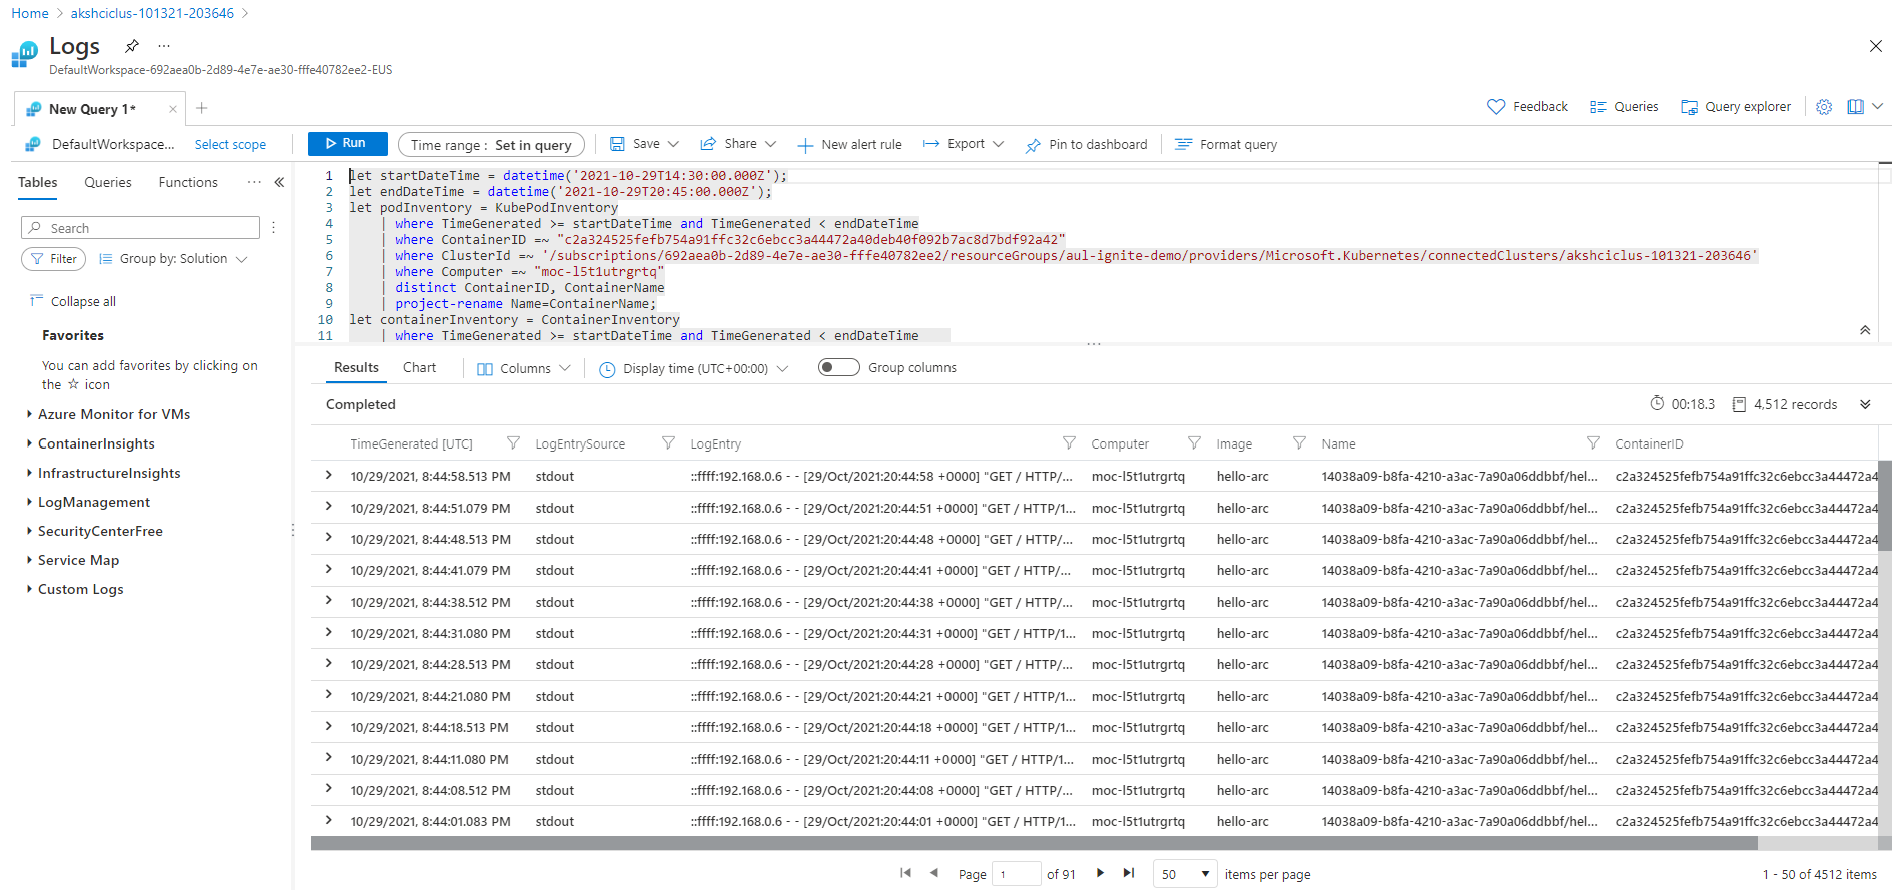 Home > akshciclus-101321-203646 >
Logs
DefaultWorkspace-692aea0b-2d89-4e7e-ae30-fffe40782ee2-EUS
New Query 1*
Feedback Queries Query explorer
DefaultWorkspace... Select scope Run Time range : Set in query Save Share New alert rule Export Pin to dashboard Format query
Tables Queries Functions ...
Search
Filter Group by: Solution
Collapse all
Favorites
You can add favorites by clicking on
the ☆ icon
Azure Monitor for VMs
ContainerInsights
InfrastructureInsights
LogManagement
SecurityCenterFree
Service Map
Custom Logs
1 let startDateTime = datetime('2021-10-29T14:30:00.000Z');
2 let endDateTime = datetime('2021-10-29T20:45:00.000Z');
3 let podInventory = KubePodInventory
4 | where TimeGenerated >= startDateTime and TimeGenerated < endDateTime
5 | where ContainerID =~ "c2a324525fefb754a91ffc32c6ebcc3a44472a40deb40f092b7ac8d7bdf92a42"
6 | where ClusterId =~ '/subscriptions/692aea0b-2d89-4e7e-ae30-fffe40782ee2/resourceGroups/aul-ignite-demo/providers/Microsoft.Kubernetes/connectedClusters/akshciclus-101321-203646'
7 | where Computer =~ "moc-l5t1utrgrtq"
8 | distinct ContainerID, ContainerName
9 | project-rename Name=ContainerName;
10 let containerInventory = ContainerInventory
11 | where TimeGenerated >= startDateTime and TimeGenerated < endDateTime
Results Chart Columns Display time (UTC+00:00) Group columns
Completed 00:18.3 4,512 records
TimeGenerated [UTC] LogEntrySource LogEntry Computer Image Name ContainerID
10/29/2021, 8:44:58.513 PM stdout ::ffff:192.168.0.6 - - [29/Oct/2021:20:44:58 +0000] "GET / HTTP/... moc-l5t1utrgrtq hello-arc 14038a09-b8fa-4210-a3ac-7a90a06ddbbf/hel... c2a324525fefb754a91ffc32c6ebcc3a44472a4
10/29/2021, 8:44:51.079 PM stdout ::ffff:192.168.0.6 - - [29/Oct/2021:20:44:51 +0000] "GET / HTTP/1... moc-l5t1utrgrtq hello-arc 14038a09-b8fa-4210-a3ac-7a90a06ddbbf/hel... c2a324525fefb754a91ffc32c6ebcc3a44472a4
10/29/2021, 8:44:48.513 PM stdout ::ffff:192.168.0.6 - - [29/Oct/2021:20:44:48 +0000] "GET / HTTP/... moc-l5t1utrgrtq hello-arc 14038a09-b8fa-4210-a3ac-7a90a06ddbbf/hel... c2a324525fefb754a91ffc32c6ebcc3a44472a4
10/29/2021, 8:44:41.079 PM stdout ::ffff:192.168.0.6 - - [29/Oct/2021:20:44:41 +0000] "GET / HTTP/... moc-l5t1utrgrtq hello-arc 14038a09-b8fa-4210-a3ac-7a90a06ddbbf/hel... c2a324525fefb754a91ffc32c6ebcc3a44472a4
10/29/2021, 8:44:38.512 PM stdout ::ffff:192.168.0.6 - - [29/Oct/2021:20:44:38 +0000] "GET / HTTP/... moc-l5t1utrgrtq hello-arc 14038a09-b8fa-4210-a3ac-7a90a06ddbbf/hel... c2a324525fefb754a91ffc32c6ebcc3a44472a4
10/29/2021, 8:44:31.080 PM stdout ::ffff:192.168.0.6 - - [29/Oct/2021:20:44:31 +0000] "GET / HTTP/1... moc-l5t1utrgrtq hello-arc 14038a09-b8fa-4210-a3ac-7a90a06ddbbf/hel... c2a324525fefb754a91ffc32c6ebcc3a44472a4
10/29/2021, 8:44:28.513 PM stdout ::ffff:192.168.0.6 - - [29/Oct/2021:20:44:28 +0000] "GET / HTTP/... moc-l5t1utrgrtq hello-arc 14038a09-b8fa-4210-a3ac-7a90a06ddbbf/hel... c2a324525fefb754a91ffc32c6ebcc3a44472a4
10/29/2021, 8:44:21.080 PM stdout ::ffff:192.168.0.6 - - [29/Oct/2021:20:44:21 +0000] "GET / HTTP/1... moc-l5t1utrgrtq hello-arc 14038a09-b8fa-4210-a3ac-7a90a06ddbbf/hel... c2a324525fefb754a91ffc32c6ebcc3a44472a4
10/29/2021, 8:44:18.513 PM stdout ::ffff:192.168.0.6 - - [29/Oct/2021:20:44:18 +0000] "GET / HTTP/... moc-l5t1utrgrtq hello-arc 14038a09-b8fa-4210-a3ac-7a90a06ddbbf/hel... c2a324525fefb754a91ffc32c6ebcc3a44472a4
10/29/2021, 8:44:11.080 PM stdout ::ffff:192.168.0.6 - - [29/Oct/2021:20:44:11 +0000] "GET / HTTP/1... moc-l5t1utrgrtq hello-arc 14038a09-b8fa-4210-a3ac-7a90a06ddbbf/hel... c2a324525fefb754a91ffc32c6ebcc3a44472a4
10/29/2021, 8:44:08.512 PM stdout ::ffff:192.168.0.6 - - [29/Oct/2021:20:44:08 +0000] "GET / HTTP/... moc-l5t1utrgrtq hello-arc 14038a09-b8fa-4210-a3ac-7a90a06ddbbf/hel... c2a324525fefb754a91ffc32c6ebcc3a44472a4
10/29/2021, 8:44:01.083 PM stdout ::ffff:192.168.0.6 - - [29/Oct/2021:20:44:01 +0000] "GET / HTTP/1... moc-l5t1utrgrtq hello-arc 14038a09-b8fa-4210-a3ac-7a90a06ddbbf/hel... c2a324525fefb754a91ffc32c6ebcc3a44472a4
Page 1 of 91 50 items per page 1 - 50 of 4512 items